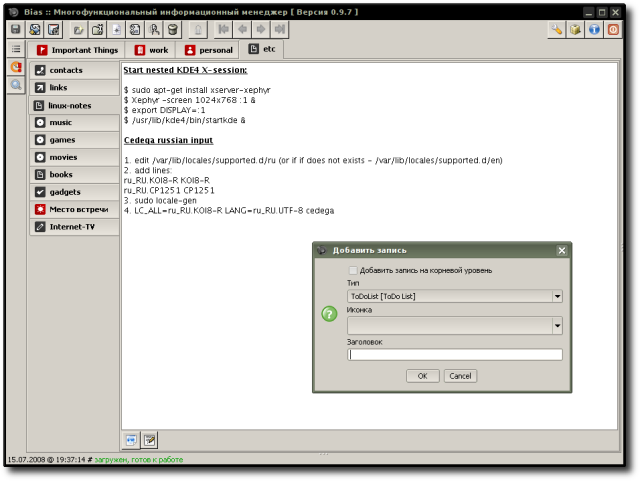 Bias :: Многофункциональный информационный менеджер [ Версия 0.9.7 ]
Important Things
work
personal
etc
contacts
links
linux-notes
music
games
movies
books
gadgets
Место встречи
Internet-TV
Start nested KDE4 X-session:
$ sudo apt-get install xserver-xephyr
$ Xephyr -screen 1024x768 :1 &
$ export DISPLAY=:1
$ /usr/lib/kde4/bin/startkde &
Cedega russian input
1. edit /var/lib/locales/supported.d/ru (or if if does not exists - /var/lib/locales/supported.d/en)
2. add lines:
ru_RU.KOI8-R KOI8-R
ru_RU.CP1251 CP1251
3. sudo locale-gen
4. LC_ALL=ru_RU.KOI8-R LANG=ru_RU.UTF-8 cedega
Добавить запись
Добавить запись на корневой уровень
Тип
ToDoList [ToDo List]
Иконка
Заголовок
OK
Cancel
15.07.2008 @ 19:37:14 # загружен, готов к работе